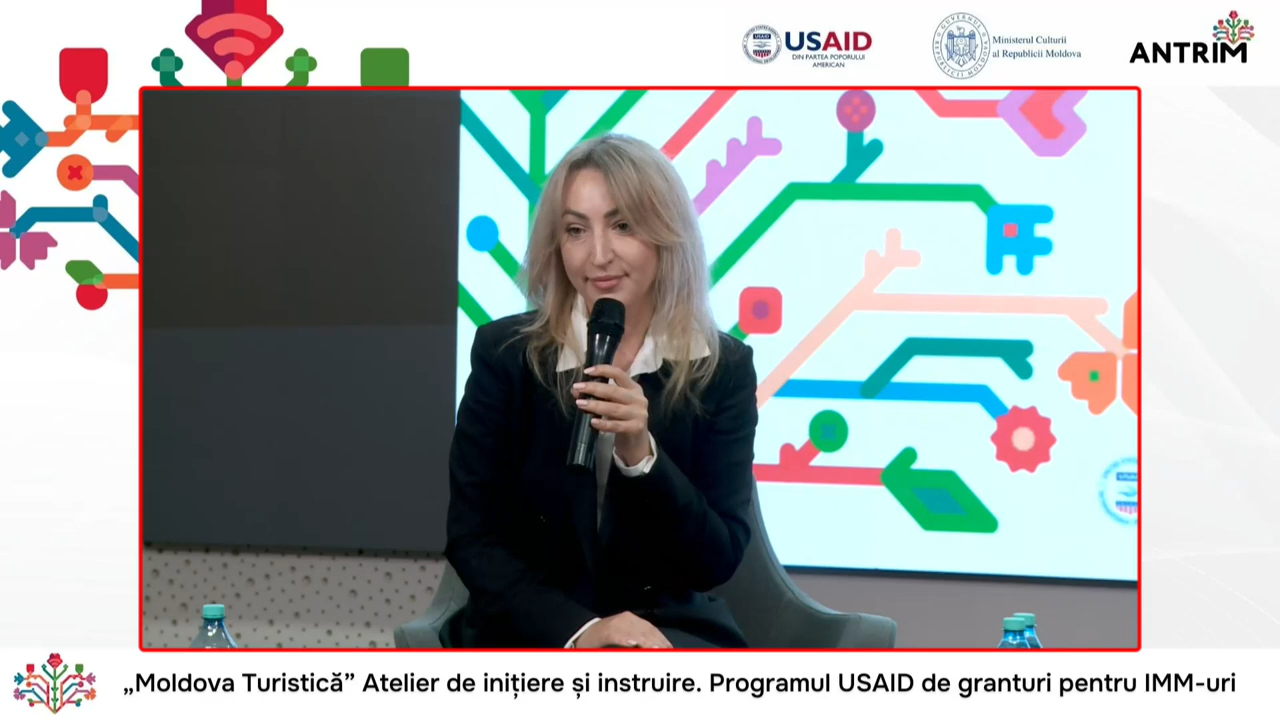 USAID
DIN PARTEA POPORULUI
AMERICAN
Ministerul Culturii
al Republicii Moldova
ANTRIM
„Moldova Turistică” Atelier de inițiere și instruire. Programul USAID de granturi pentru IMM-uri